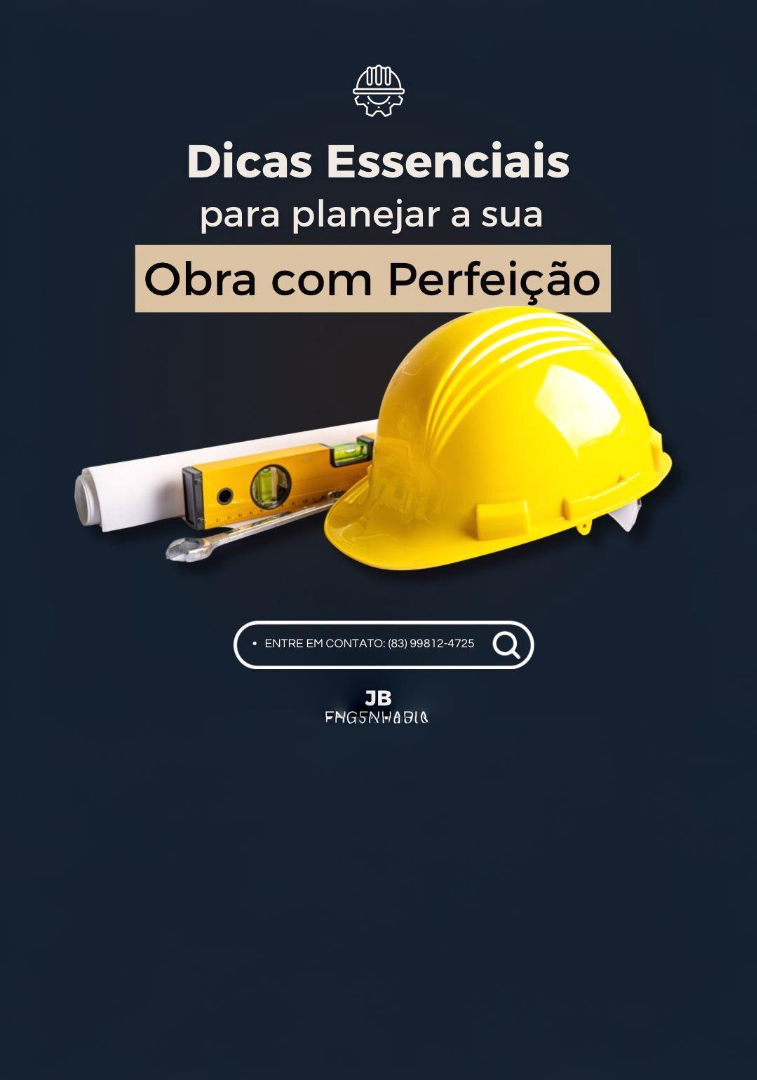 Dicas Essenciais
para planejar a sua
Obra com Perfeição
• ENTRE EM CONTATO: (83) 99812-4725
JB